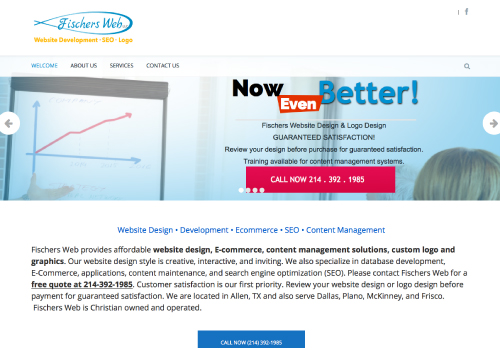 Fischers Web
Website Development - SEO - Logo
|
WELCOME ABOUT US SERVICES CONTACT US
Now Even Better!
Fischers Website Design & Logo Design
GUARANTEED SATISFACTION!
Review your design before purchase for guaranteed satisfaction.
Training available for content management systems.
CALL NOW 214 . 392 . 1985
Website Design • Development • Ecommerce • SEO • Content Management
Fischers Web provides affordable website design, E-commerce, content management solutions, custom logo and
graphics. Our website design style is creative, interactive, and inviting. We also specialize in database development,
E-Commerce, applications, content maintenance, and search engine optimization (SEO). Please contact Fischers Web for a
free quote at 214-392-1985. Customer satisfaction is our first priority. Review your website design or logo design before
payment for guaranteed satisfaction. We are located in Allen, TX and also serve Dallas, Plano, McKinney, and Frisco.
Fischers Web is Christian owned and operated.
CALL NOW (214) 392-1985